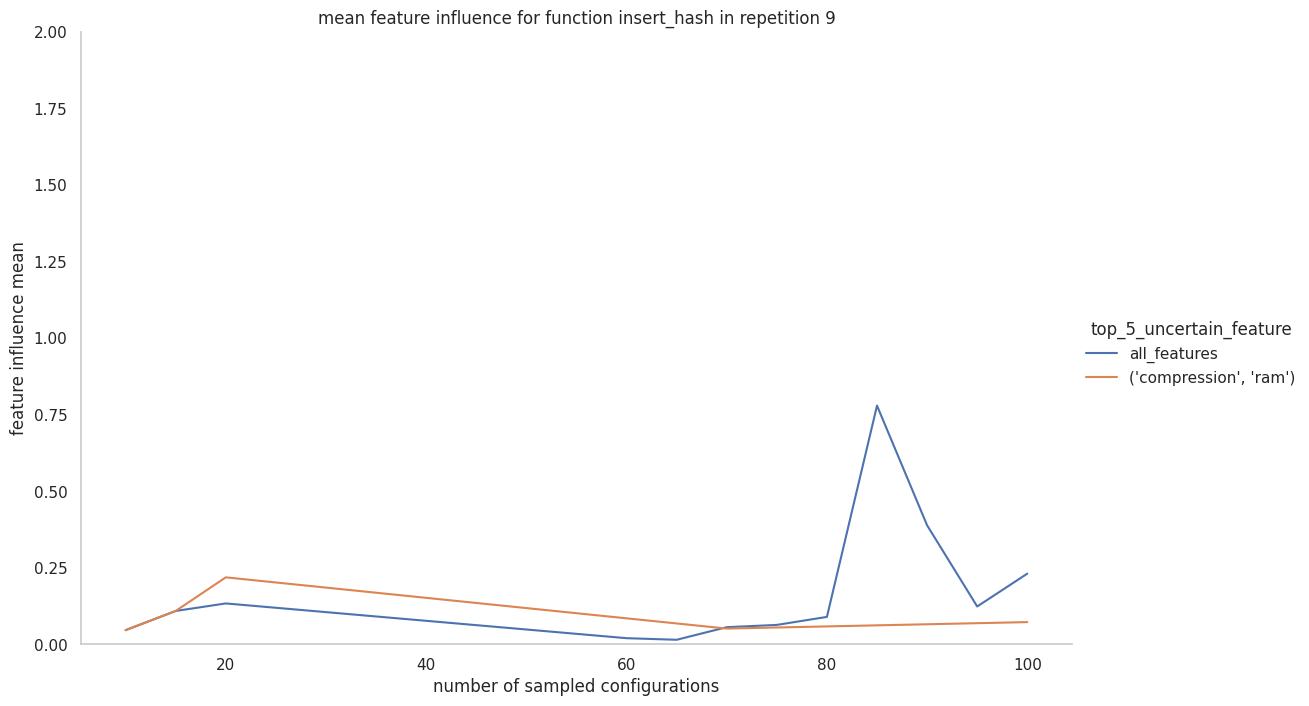 mean feature influence for function insert_hash in repetition 9
2.00
1.75
1.50
1.25
1.00
0.75
0.50
0.25
0.00
feature influence mean
20
40
60
80
100
number of sampled configurations
top_5_uncertain_feature
all_features
('compression', 'ram')